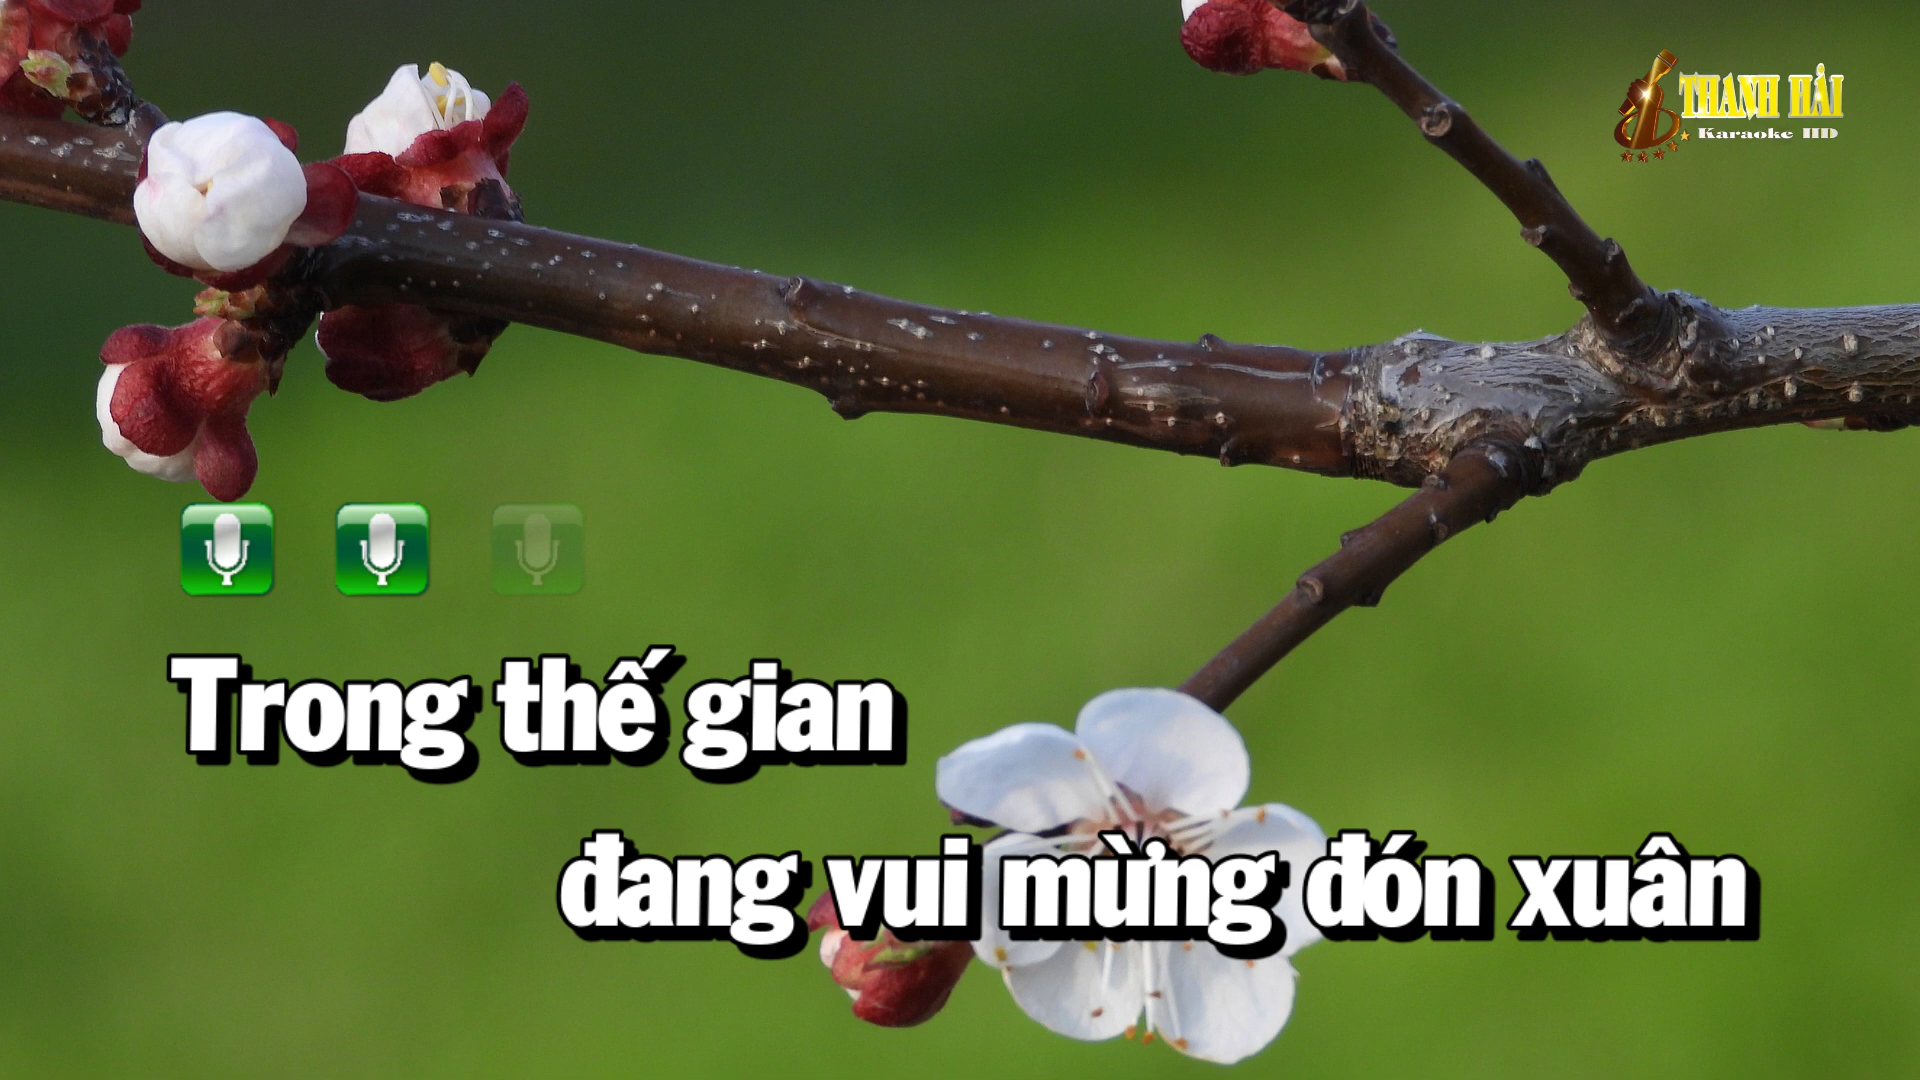 THANH HẢI
Karaoke HD
Trong thế gian
đang vui mừng đón xuân